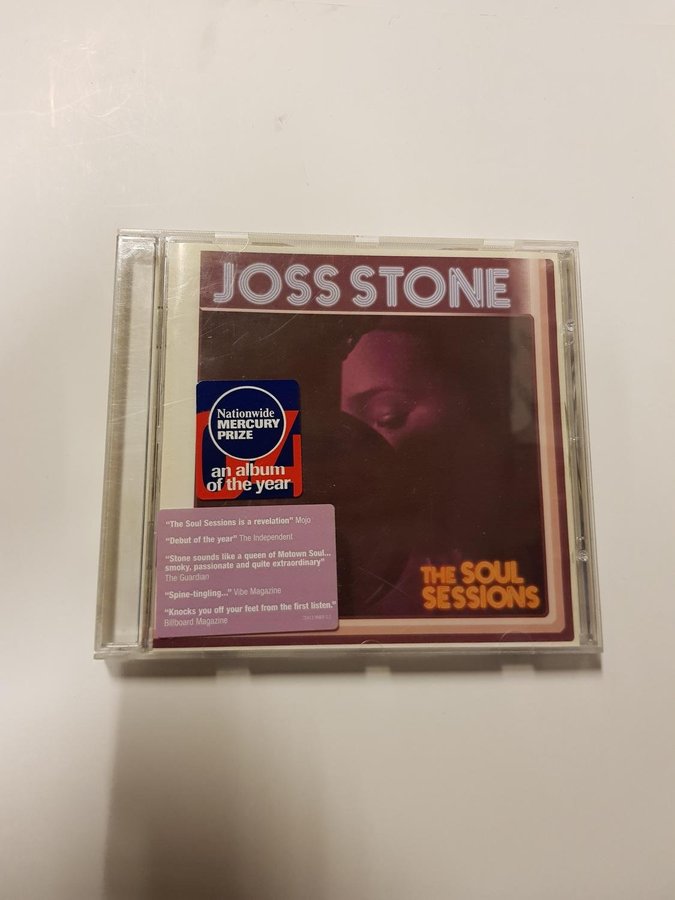 JOSS STONE
Nationwide
MERCURY
PRIZE
an album
of the year
"The Soul Sessions is a revelation" Mojo
"Debut of the year" The Independent
"Stone sounds like a queen of Motown Soul...
smoky, passionate and quite extraordinary"
The Guardian
"Spine-tingling..." Vibe Magazine
"Knocks you off your feet from the first listen."
Billboard Magazine
THE SOUL
SESSIONS